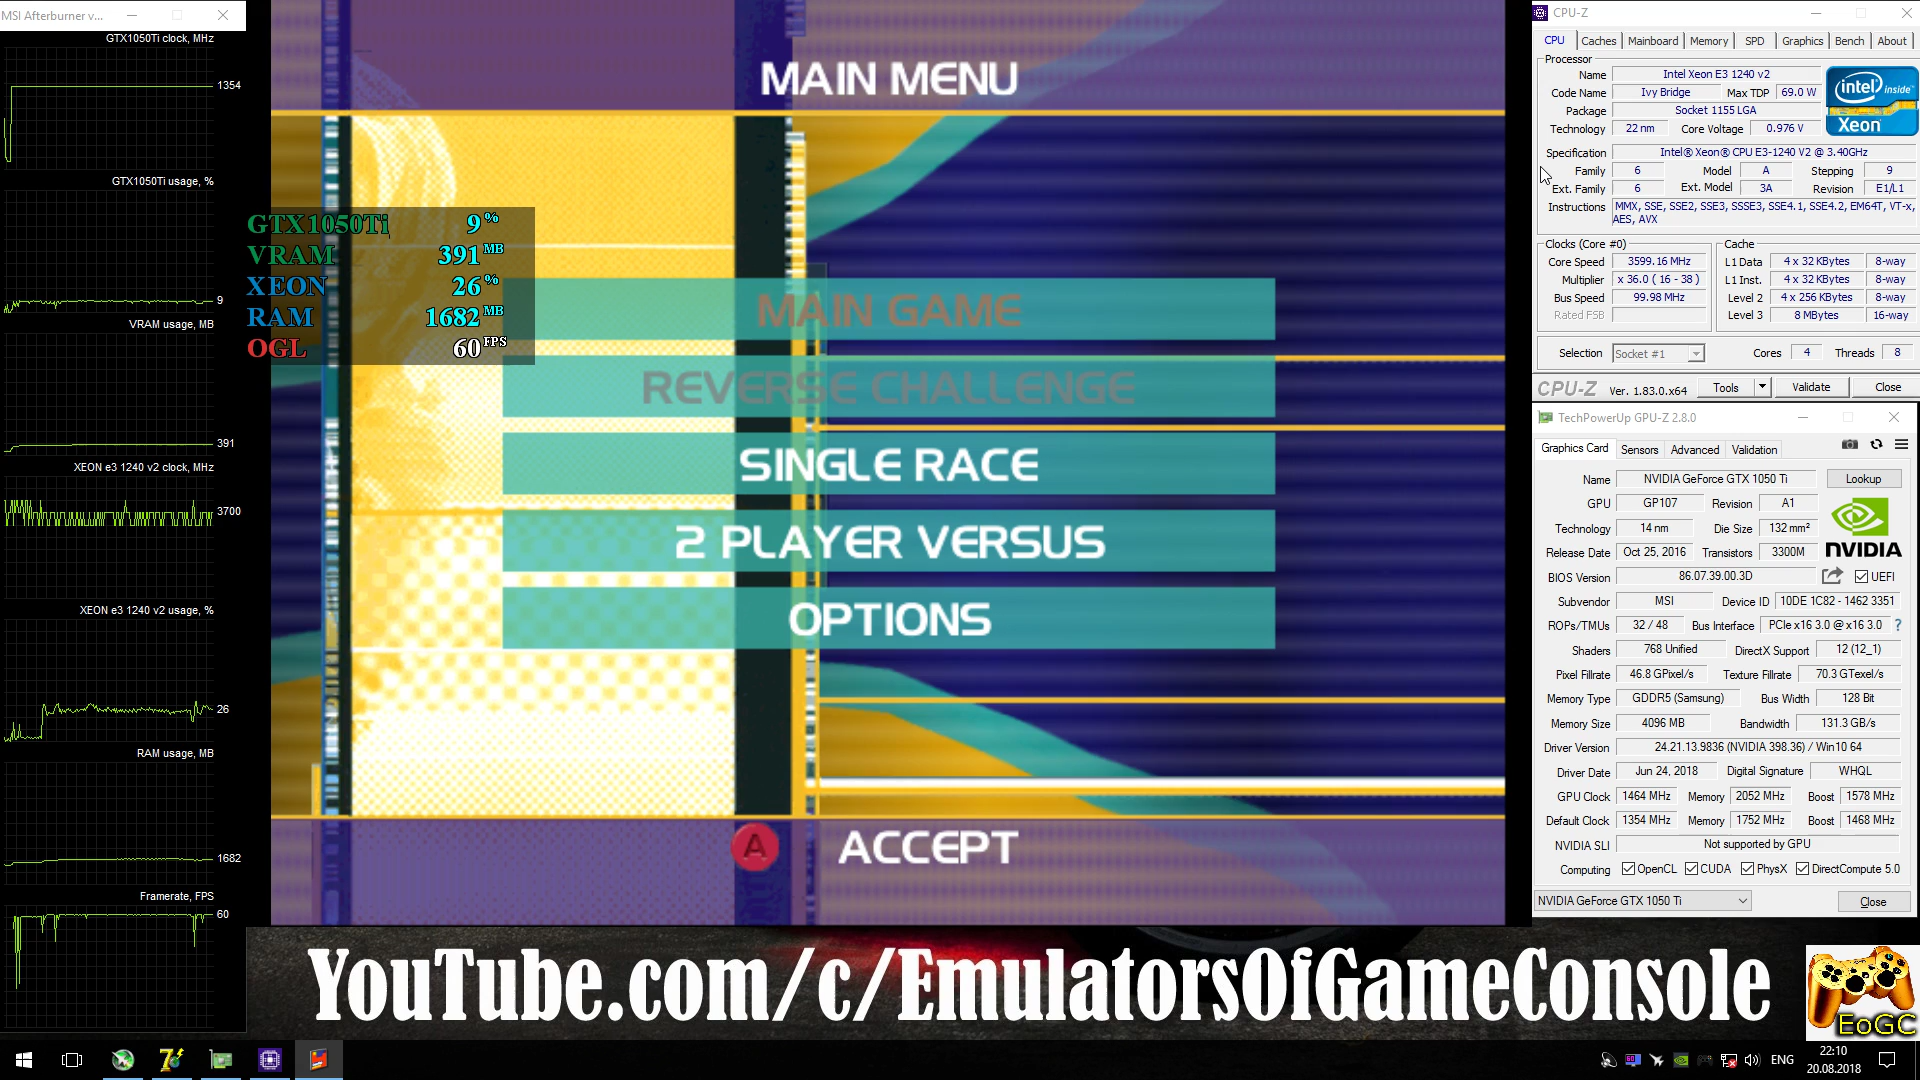 MSI Afterburner v...
GTX1050Ti clock, MHz
1354
GTX1050Ti usage, %
9
VRAM usage, MB
391
XEON e3 1240 v2 clock, MHz
3700
XEON e3 1240 v2 usage, %
26
RAM usage, MB
1682
Framerate, FPS
60
MAIN MENU
GTX1050Ti 9 %
VRAM 391 MB
XEON 26 %
RAM 1682 MB
OGL 60 FPS
MAIN GAME
REVERSE CHALLENGE
SINGLE RACE
2 PLAYER VERSUS
OPTIONS
A ACCEPT
CPU-Z
CPU Caches Mainboard Memory SPD Graphics Bench About
Processor
Name Intel Xeon E3 1240 v2
Code Name Ivy Bridge Max TDP 69.0 W
Package Socket 1155 LGA
Technology 22 nm Core Voltage 0.976 V
intel inside
Xeon
Specification Intel® Xeon® CPU E3-1240 V2 @ 3.40GHz
Family 6 Model A Stepping 9
Ext. Family 6 Ext. Model 3A Revision E1/L1
Instructions MMX, SSE, SSE2, SSE3, SSSE3, SSE4.1, SSE4.2, EM64T, VT-x,
AES, AVX
Clocks (Core #0) Cache
Core Speed 3599.16 MHz L1 Data 4 x 32 KBytes 8-way
Multiplier x 36.0 ( 16 - 38 ) L1 Inst. 4 x 32 KBytes 8-way
Bus Speed 99.98 MHz Level 2 4 x 256 KBytes 8-way
Rated FSB Level 3 8 MBytes 16-way
Selection Socket #1 Cores 4 Threads 8
CPU-Z Ver. 1.83.0.x64 Tools Validate Close
TechPowerUp GPU-Z 2.8.0
Graphics Card Sensors Advanced Validation
Name NVIDIA GeForce GTX 1050 Ti Lookup
GPU GP107 Revision A1
Technology 14 nm Die Size 132 mm²
Release Date Oct 25, 2016 Transistors 3300M
NVIDIA
BIOS Version 86.07.39.00.3D UEFI
Subvendor MSI Device ID 10DE 1C82 - 1462 3351
ROPs/TMUs 32 / 48 Bus Interface PCIe x16 3.0 @ x16 3.0 ?
Shaders 768 Unified DirectX Support 12 (12_1)
Pixel Fillrate 46.8 GPixel/s Texture Fillrate 70.3 GTexel/s
Memory Type GDDR5 (Samsung) Bus Width 128 Bit
Memory Size 4096 MB Bandwidth 131.3 GB/s
Driver Version 24.21.13.9836 (NVIDIA 398.36) / Win10 64
Driver Date Jun 24, 2018 Digital Signature WHQL
GPU Clock 1464 MHz Memory 2052 MHz Boost 1578 MHz
Default Clock 1354 MHz Memory 1752 MHz Boost 1468 MHz
NVIDIA SLI Not supported by GPU
Computing OpenCL CUDA PhysX DirectCompute 5.0
NVIDIA GeForce GTX 1050 Ti Close
YouTube.com/c/EmulatorsOfGameConsole
EoGC
ENG
22:10
20.08.2018